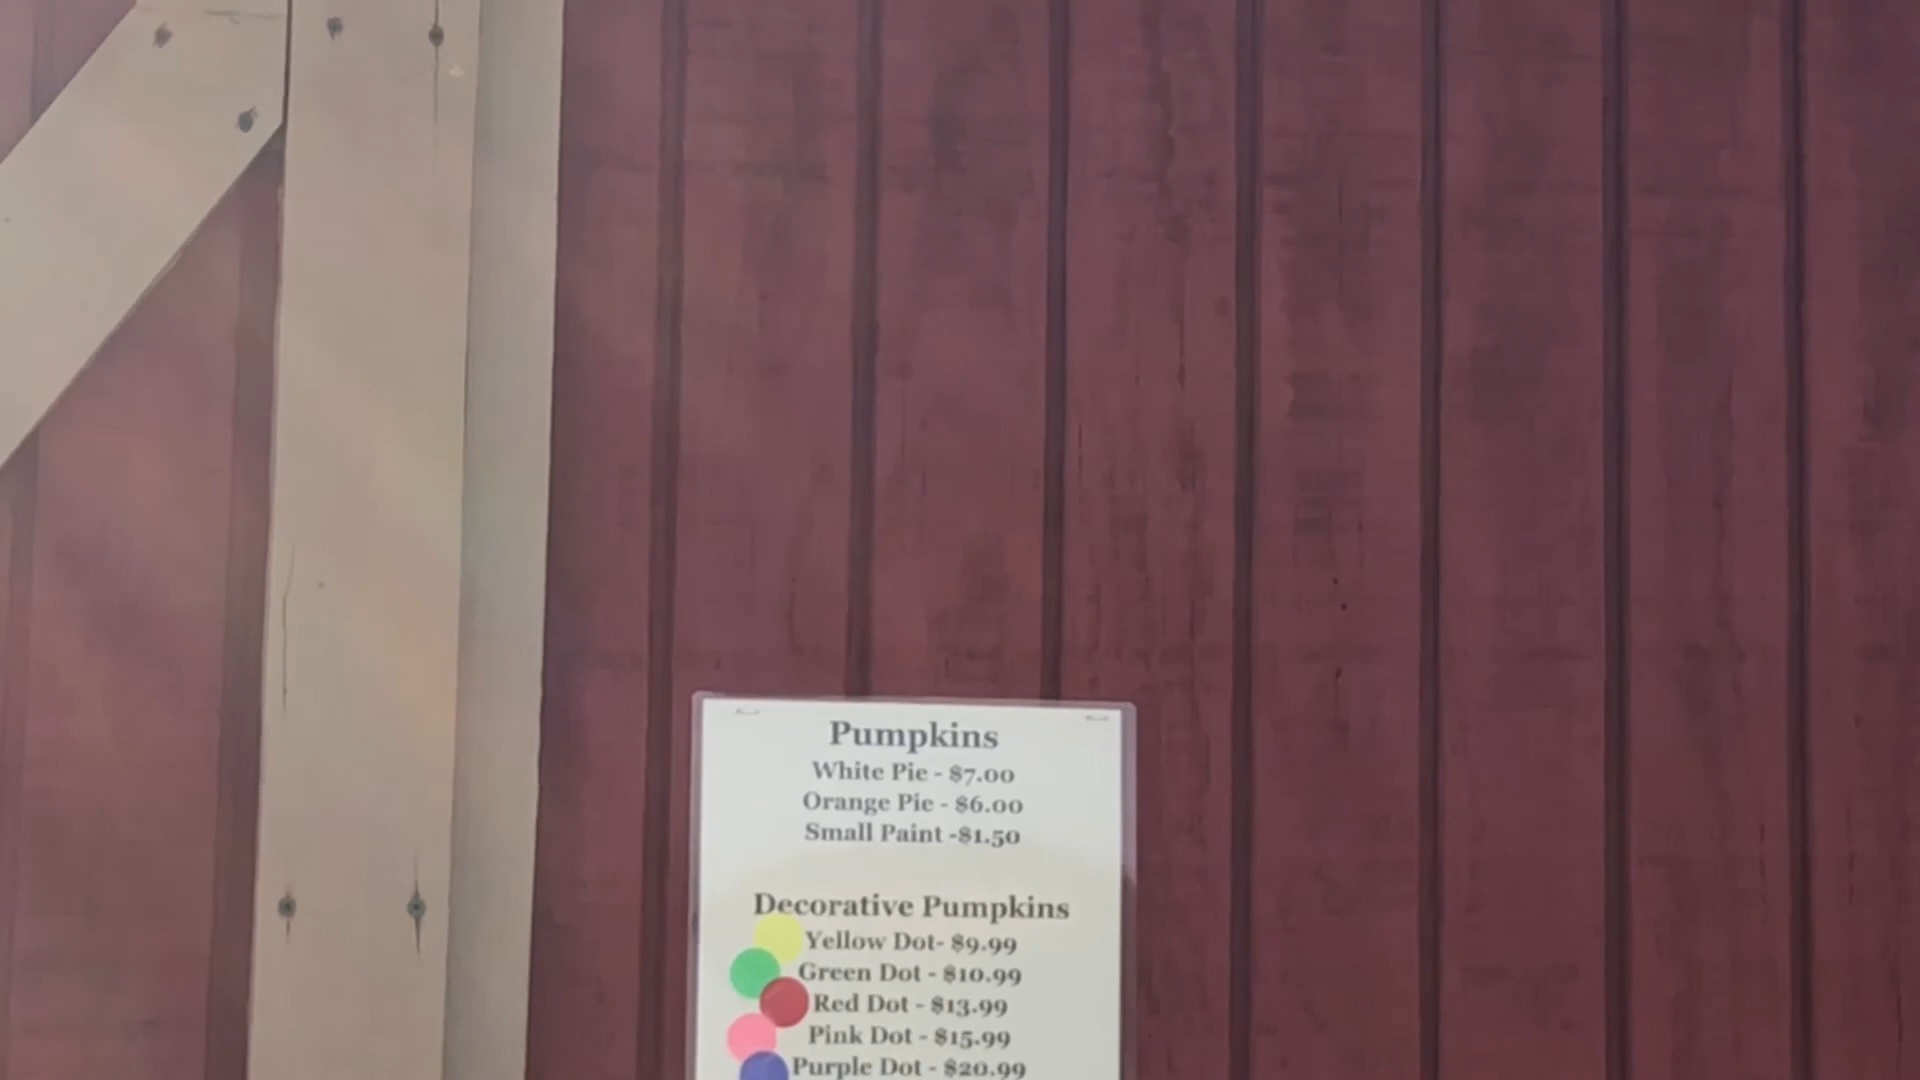 Pumpkins
White Pie - $7.00
Orange Pie - $6.00
Small Paint -$1.50
Decorative Pumpkins
Yellow Dot- $9.99
Green Dot - $10.99
Red Dot - $13.99
Pink Dot - $15.99
Purple Dot - $20.99